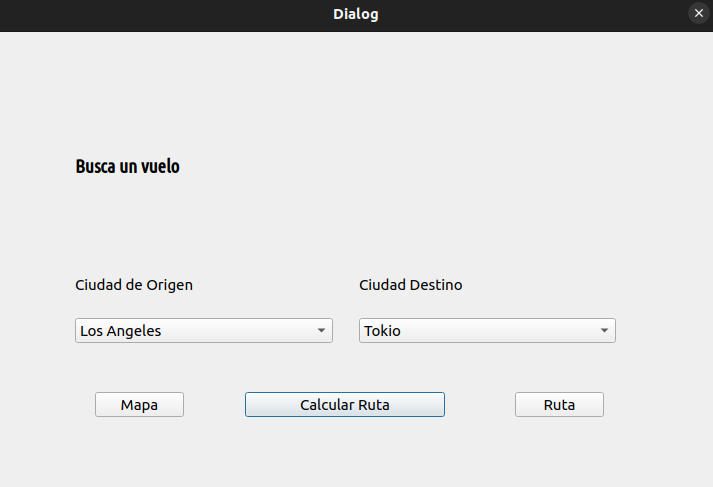 Dialog
Busca un vuelo
Ciudad de Origen Ciudad Destino
Los Angeles Tokio
Mapa Calcular Ruta Ruta